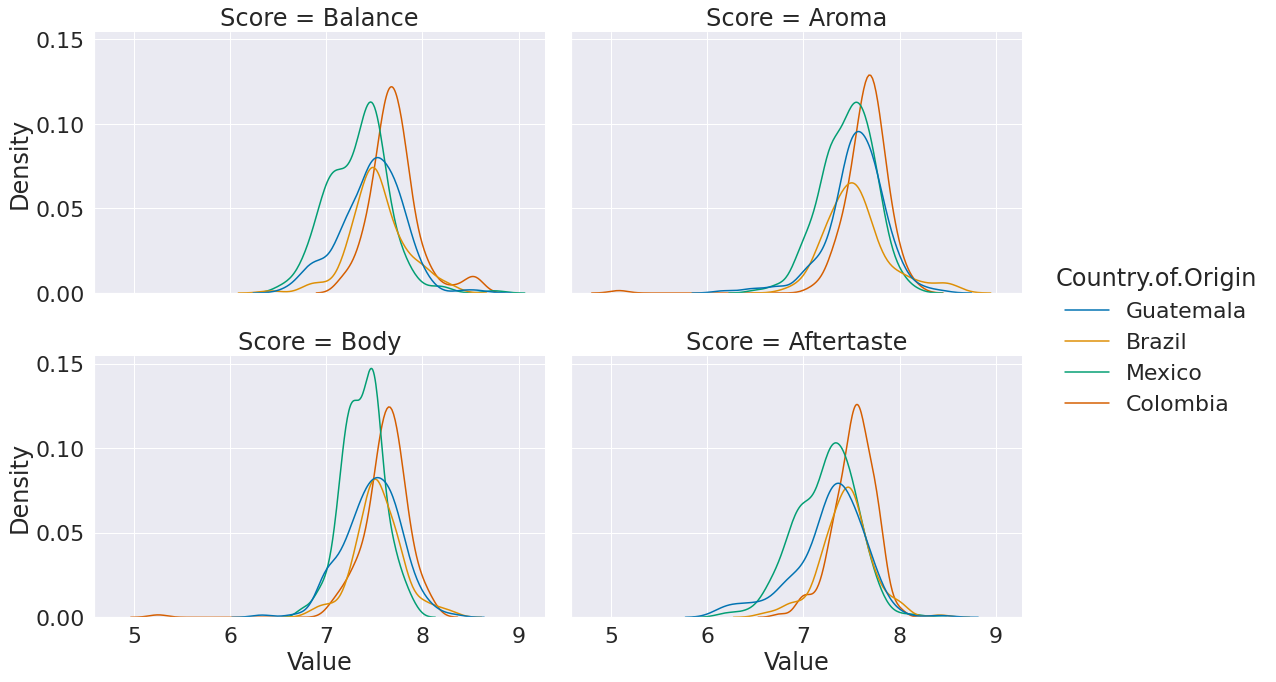 Score = Balance
Score = Aroma
0.15
0.10
0.05
0.00
Density
Score = Body
Score = Aftertaste
0.15
0.10
0.05
0.00
Density
5 6 7 8 9
Value
5 6 7 8 9
Value
Country.of.Origin
Guatemala
Brazil
Mexico
Colombia